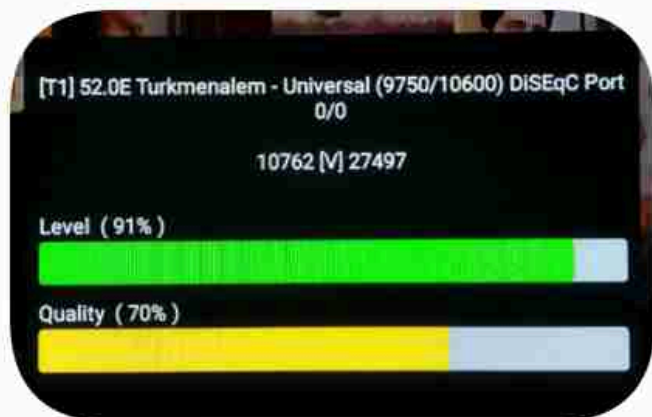 [T1] 52.0E Turkmenalem - Universal (9750/10600) DiSEqC Port
0/0
10762 [V] 27497
Level ( 91% )
Quality ( 70% )